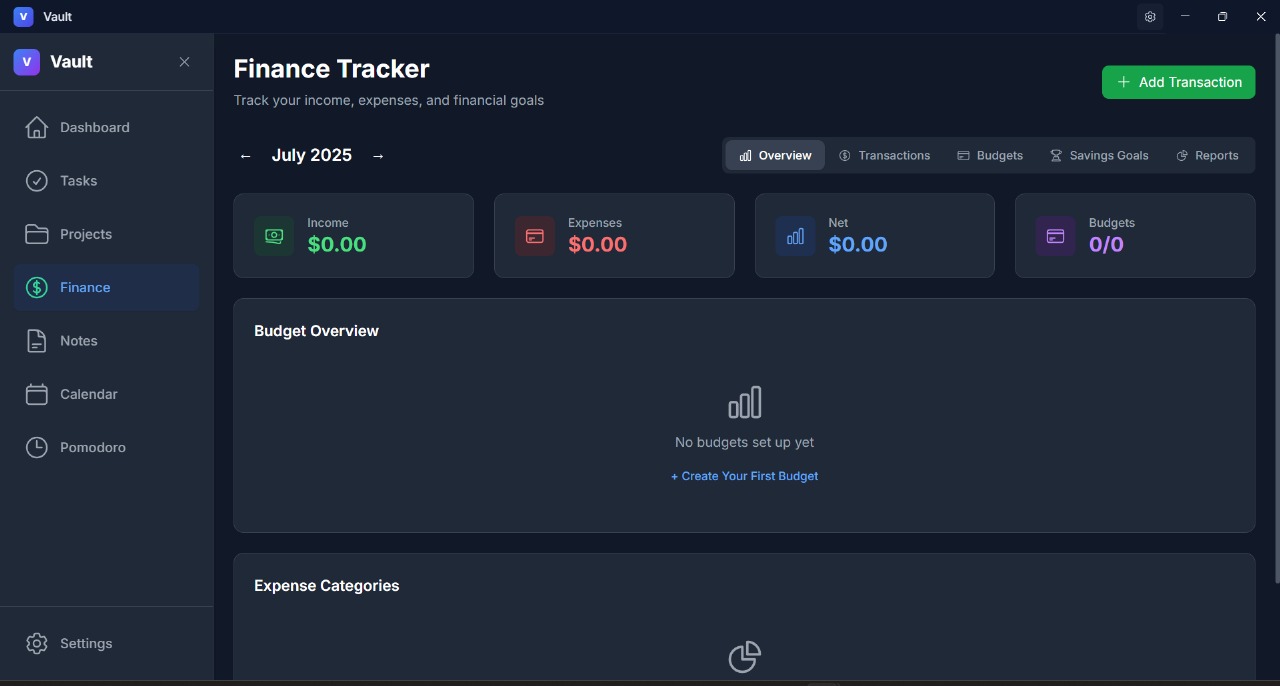 V Vault
V Vault
Dashboard
Tasks
Projects
Finance
Notes
Calendar
Pomodoro
Settings
Finance Tracker
Track your income, expenses, and financial goals
+ Add Transaction
← July 2025 →
Overview Transactions Budgets Savings Goals Reports
Income
$0.00
Expenses
$0.00
Net
$0.00
Budgets
0/0
Budget Overview
No budgets set up yet
+ Create Your First Budget
Expense Categories